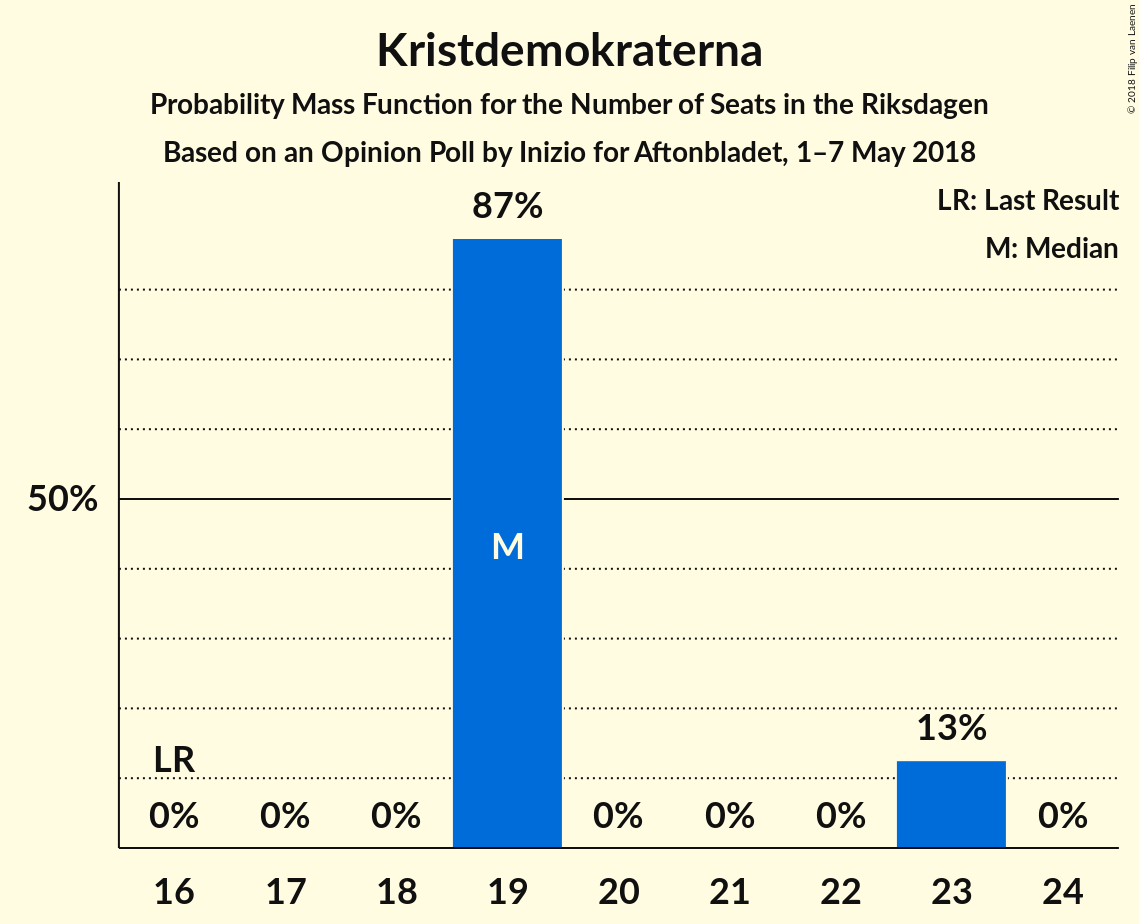 Kristdemokraterna
Probability Mass Function for the Number of Seats in the Riksdagen
Based on an Opinion Poll by Inizio for Aftonbladet, 1–7 May 2018
© 2018 Filip van Laenen
LR: Last Result
M: Median
87%
50%
M
13%
LR
0% 0% 0% 0% 0% 0% 0%
16 17 18 19 20 21 22 23 24